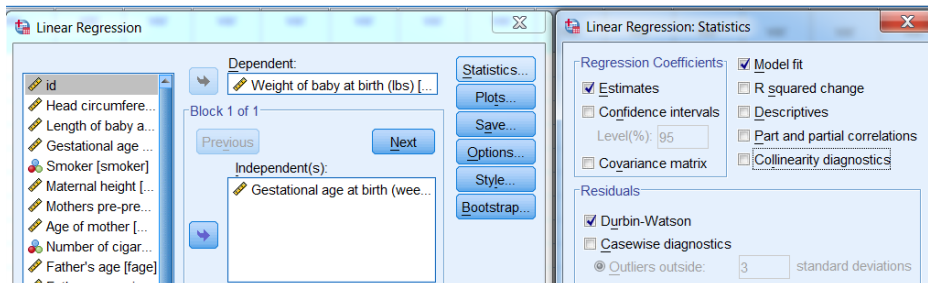 Linear Regression
Dependent:
Weight of baby at birth (lbs) [...
Block 1 of 1
Previous
Next
Independent(s):
Gestational age at birth (wee...
id
Head circumfere...
Length of baby a...
Gestational age ...
Smoker [smoker]
Maternal height [...
Mothers pre-pre...
Age of mother [...
Number of cigar...
Father's age [fage]
Statistics...
Plots...
Save...
Options...
Style...
Bootstrap...
Linear Regression: Statistics
Regression Coefficients
Estimates
Confidence intervals
Level(%): 95
Covariance matrix
Model fit
R squared change
Descriptives
Part and partial correlations
Collinearity diagnostics
Residuals
Durbin-Watson
Casewise diagnostics
Outliers outside: 3 standard deviations